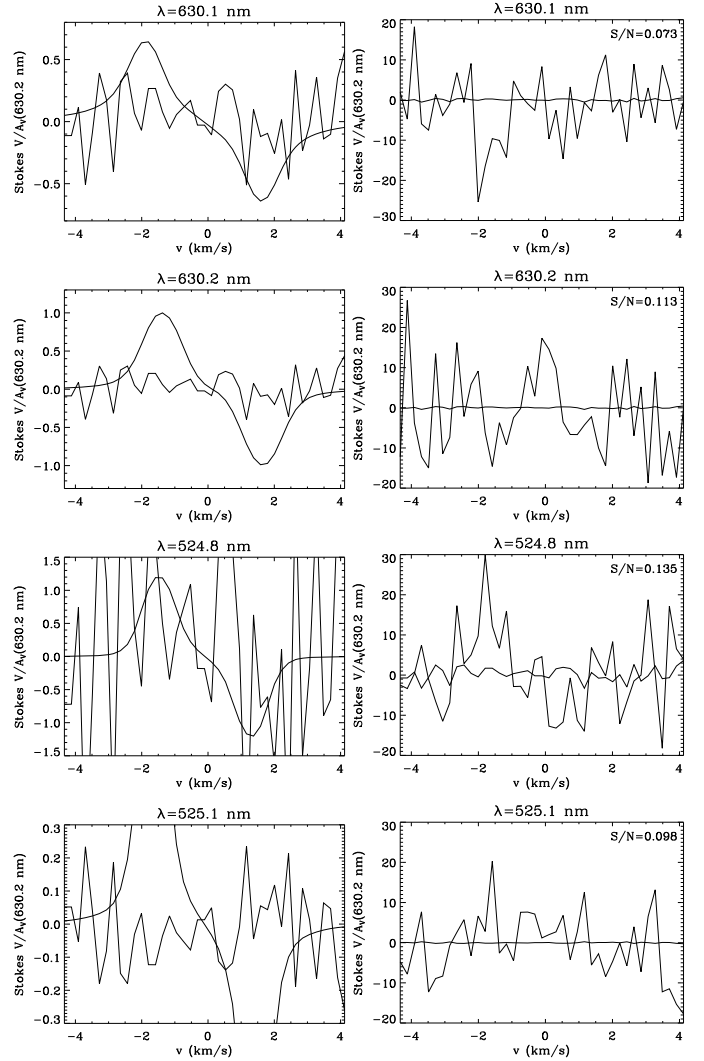 λ=630.1 nm
λ=630.1 nm
Stokes V/A_V(630.2 nm)
0.5
0.0
−0.5
−4 −2 0 2 4
v (km/s)
Stokes V/A_V(630.2 nm)
20
10
0
−10
−20
−30
S/N=0.073
−4 −2 0 2 4
v (km/s)
λ=630.2 nm
λ=630.2 nm
Stokes V/A_V(630.2 nm)
1.0
0.5
0.0
−0.5
−1.0
−4 −2 0 2 4
v (km/s)
Stokes V/A_V(630.2 nm)
30
20
10
0
−10
−20
S/N=0.113
−4 −2 0 2 4
v (km/s)
λ=524.8 nm
λ=524.8 nm
Stokes V/A_V(630.2 nm)
1.5
1.0
0.5
0.0
−0.5
−1.0
−1.5
−4 −2 0 2 4
v (km/s)
Stokes V/A_V(630.2 nm)
30
20
10
0
−10
−20
S/N=0.135
−4 −2 0 2 4
v (km/s)
λ=525.1 nm
λ=525.1 nm
Stokes V/A_V(630.2 nm)
0.3
0.2
0.1
0.0
−0.1
−0.2
−0.3
−4 −2 0 2 4
v (km/s)
Stokes V/A_V(630.2 nm)
30
20
10
0
−10
−20
S/N=0.098
−4 −2 0 2 4
v (km/s)